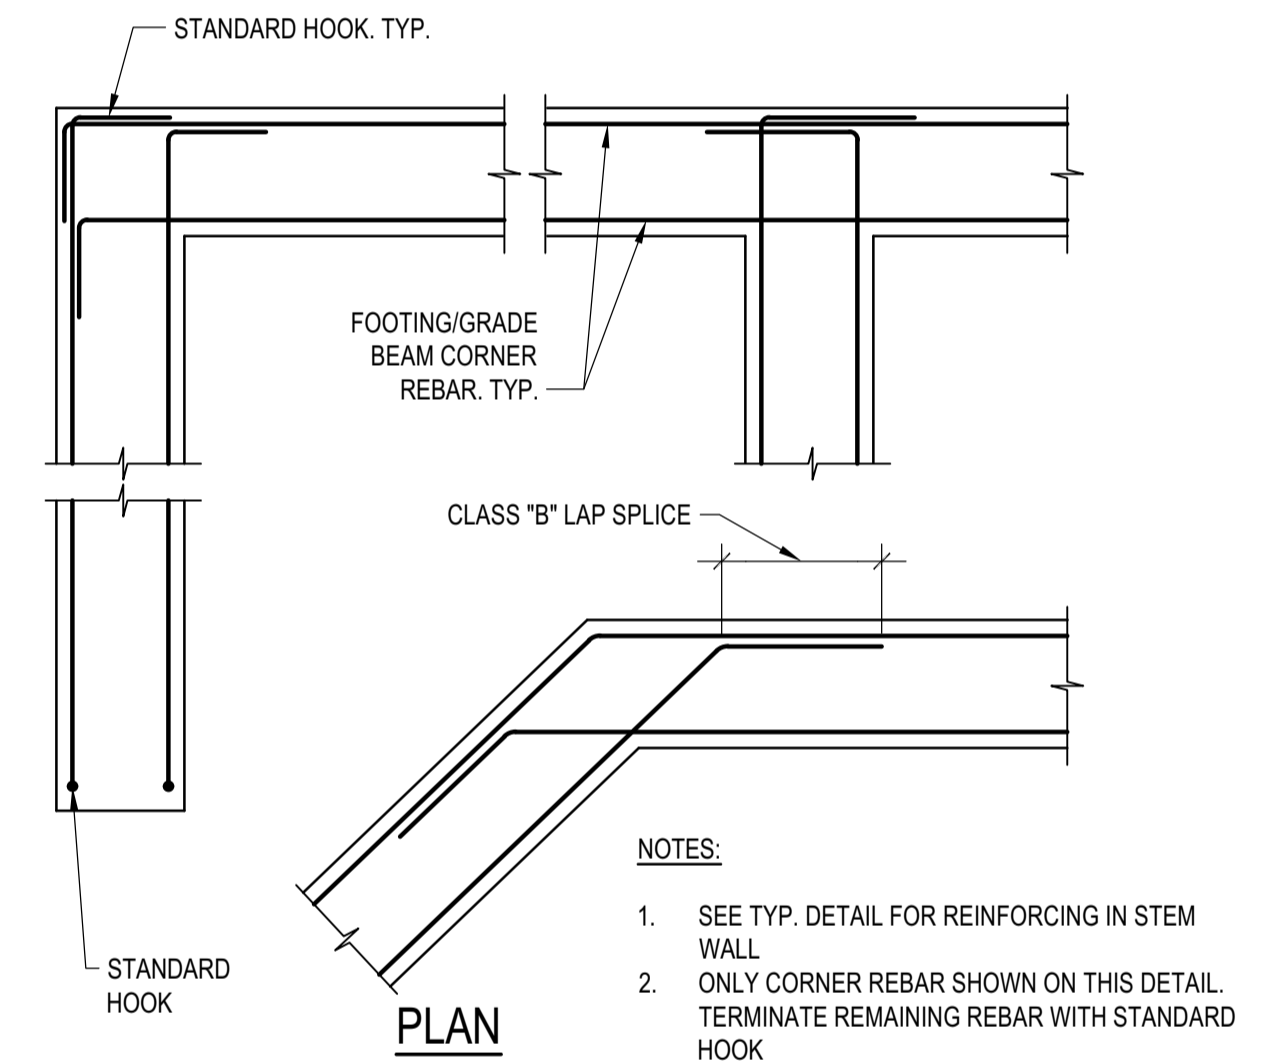 STANDARD HOOK. TYP.
FOOTING/GRADE
BEAM CORNER
REBAR. TYP.
CLASS "B" LAP SPLICE
STANDARD
HOOK
PLAN
NOTES:
1. SEE TYP. DETAIL FOR REINFORCING IN STEM
WALL
2. ONLY CORNER REBAR SHOWN ON THIS DETAIL.
TERMINATE REMAINING REBAR WITH STANDARD
HOOK